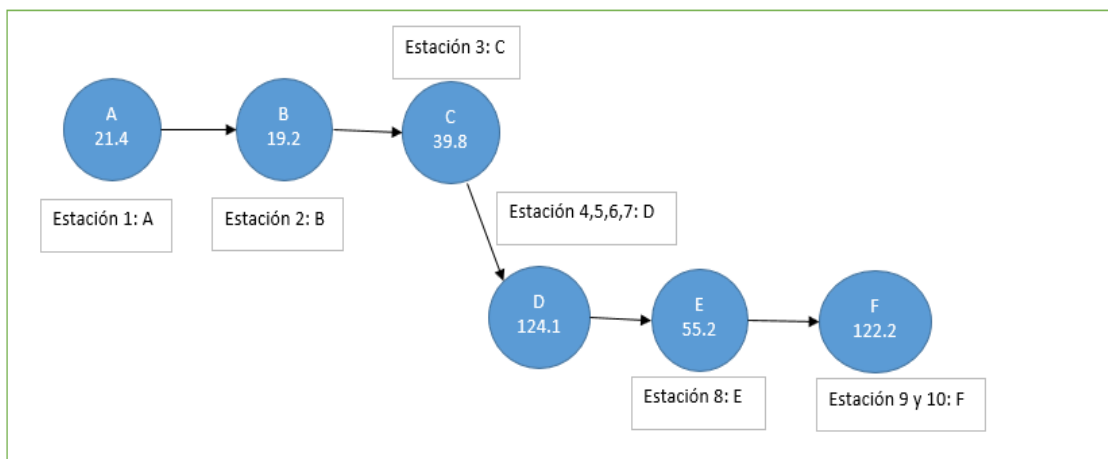 Estación 3: C
A
21.4
B
19.2
C
39.8
Estación 1: A
Estación 2: B
Estación 4,5,6,7: D
D
124.1
E
55.2
F
122.2
Estación 8: E
Estación 9 y 10: F